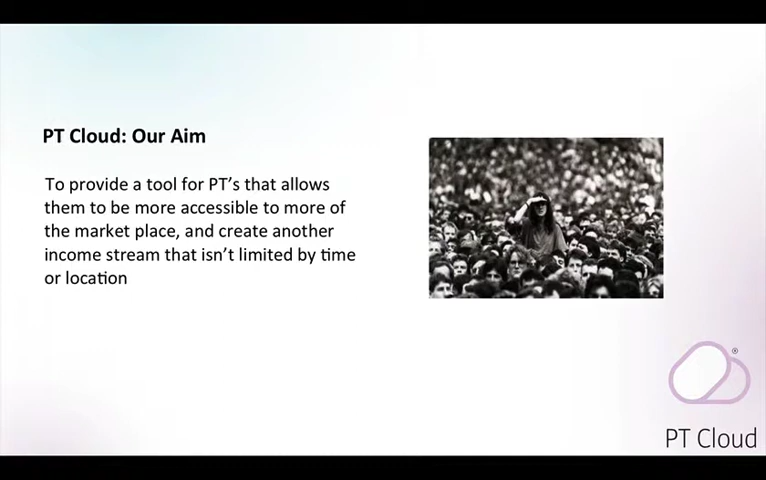 PT Cloud: Our Aim
To provide a tool for PT’s that allows
them to be more accessible to more of
the market place, and create another
income stream that isn’t limited by time
or location
®
PT Cloud